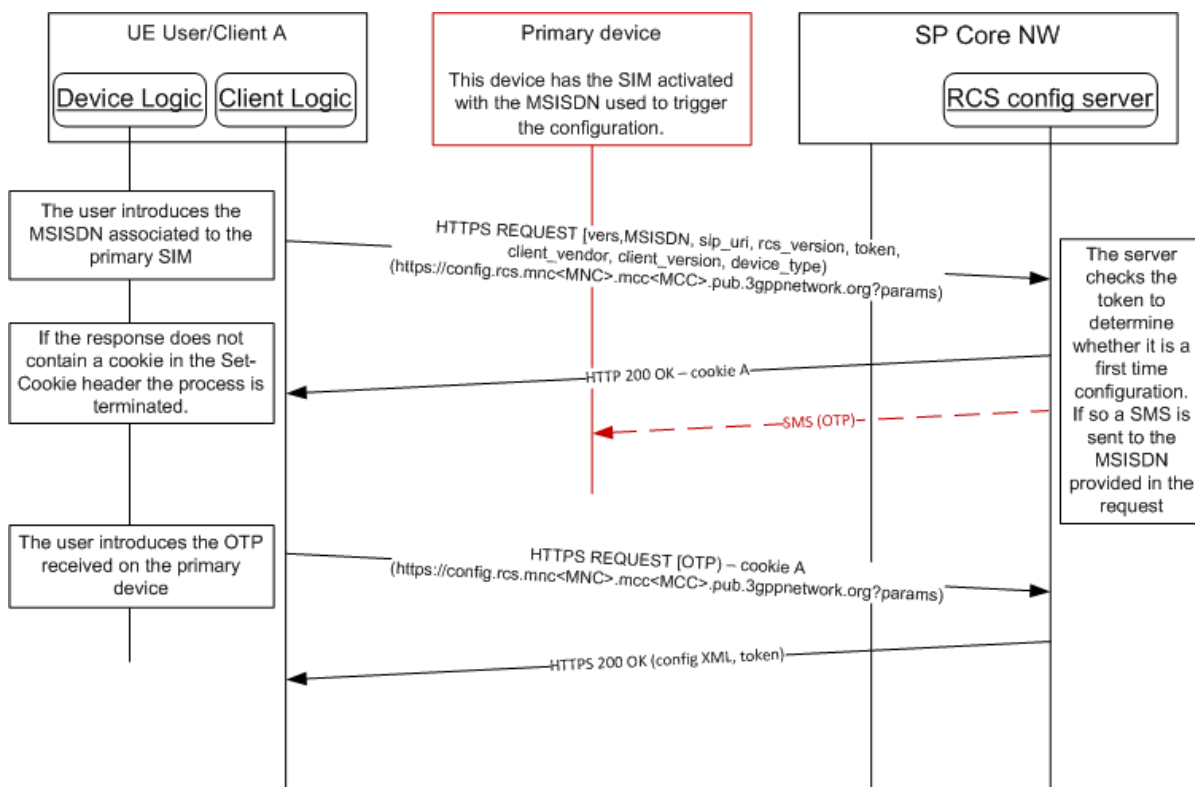 UE User/Client A
Device Logic
Client Logic
Primary device
This device has the SIM activated
with the MSISDN used to trigger
the configuration.
SP Core NW
RCS config server
The user introduces the
MSISDN associated to the
primary SIM
HTTPS REQUEST [vers,MSISDN, sip_uri, rcs_version, token,
client_vendor, client_version, device_type)
(https://config.rcs.mnc<MNC>.mcc<MCC>.pub.3gppnetwork.org?params)
The server
checks the
token to
determine
whether it is a
first time
configuration.
If so a SMS is
sent to the
MSISDN
provided in the
request
If the response does not
contain a cookie in the Set-
Cookie header the process is
terminated.
HTTP 200 OK – cookie A
SMS (OTP)
The user introduces the OTP
received on the primary
device
HTTPS REQUEST [OTP) – cookie A
(https://config.rcs.mnc<MNC>.mcc<MCC>.pub.3gppnetwork.org?params)
HTTPS 200 OK (config XML, token)